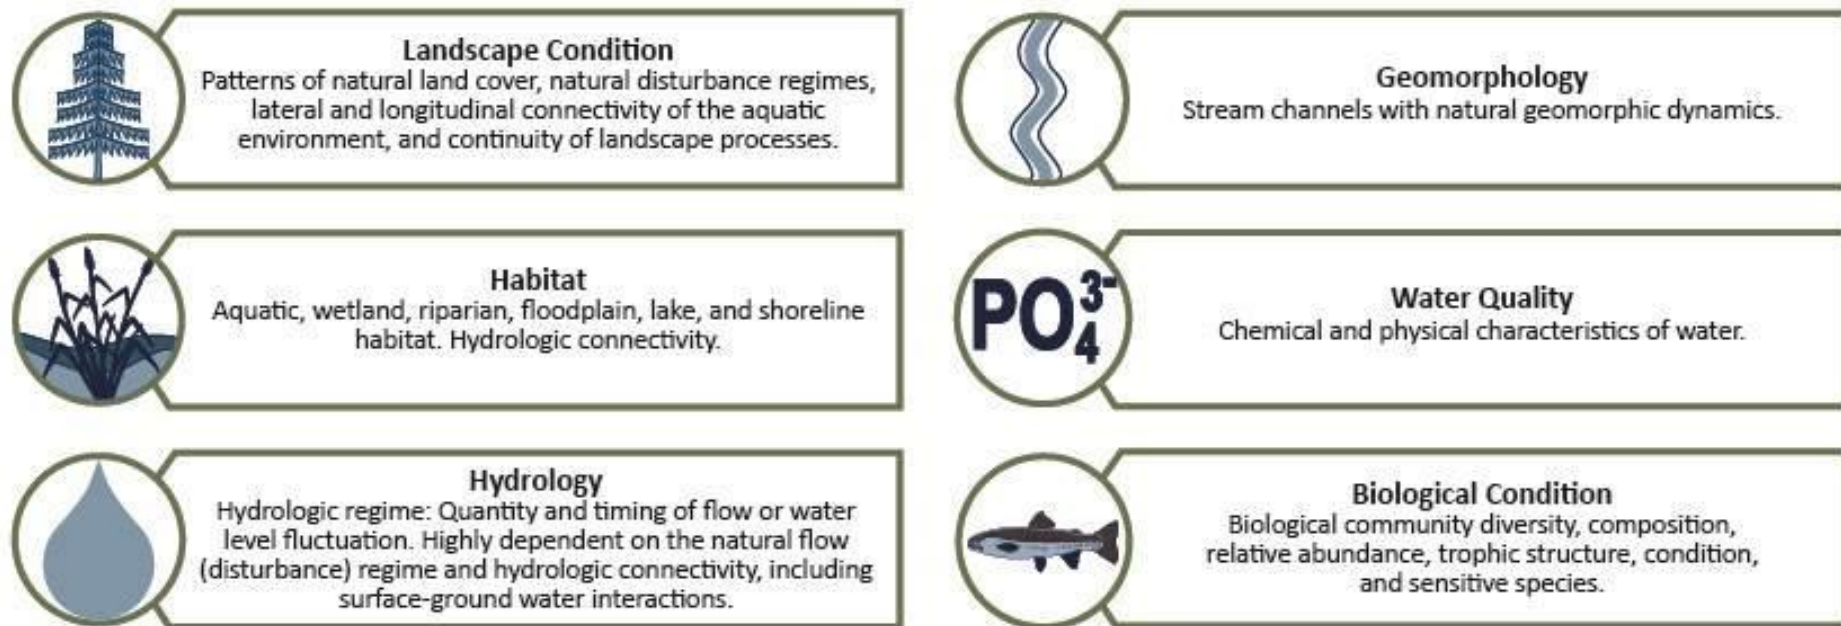 Landscape Condition
Patterns of natural land cover, natural disturbance regimes,
lateral and longitudinal connectivity of the aquatic
environment, and continuity of landscape processes.
Geomorphology
Stream channels with natural geomorphic dynamics.
Habitat
Aquatic, wetland, riparian, floodplain, lake, and shoreline
habitat. Hydrologic connectivity.
PO₄³⁻
Water Quality
Chemical and physical characteristics of water.
Hydrology
Hydrologic regime: Quantity and timing of flow or water
level fluctuation. Highly dependent on the natural flow
(disturbance) regime and hydrologic connectivity, including
surface-ground water interactions.
Biological Condition
Biological community diversity, composition,
relative abundance, trophic structure, condition,
and sensitive species.